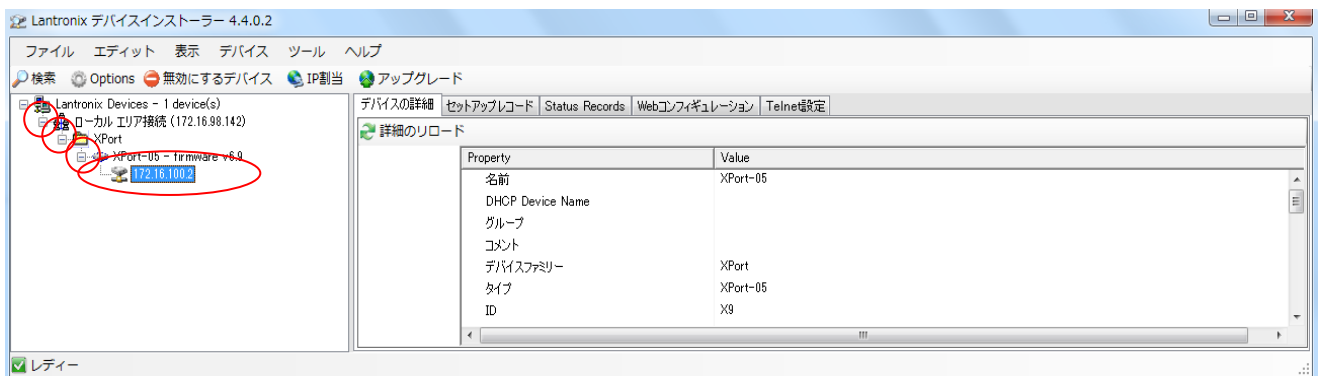 Lantronix デバイスインストーラー 4.4.0.2
ファイル エディット 表示 デバイス ツール ヘルプ
検索 Options 無効にするデバイス IP割当 アップグレード
Lantronix Devices - 1 device(s)
ローカル エリア接続 (172.16.98.142)
XPort
XPort-05 - firmware v6.9
172.16.100.2
デバイスの詳細 セットアップレコード Status Records Webコンフィギュレーション Telnet設定
詳細のリロード
Property Value
名前 XPort-05
DHCP Device Name
グループ
コメント
デバイスファミリー XPort
タイプ XPort-05
ID X9
レディー